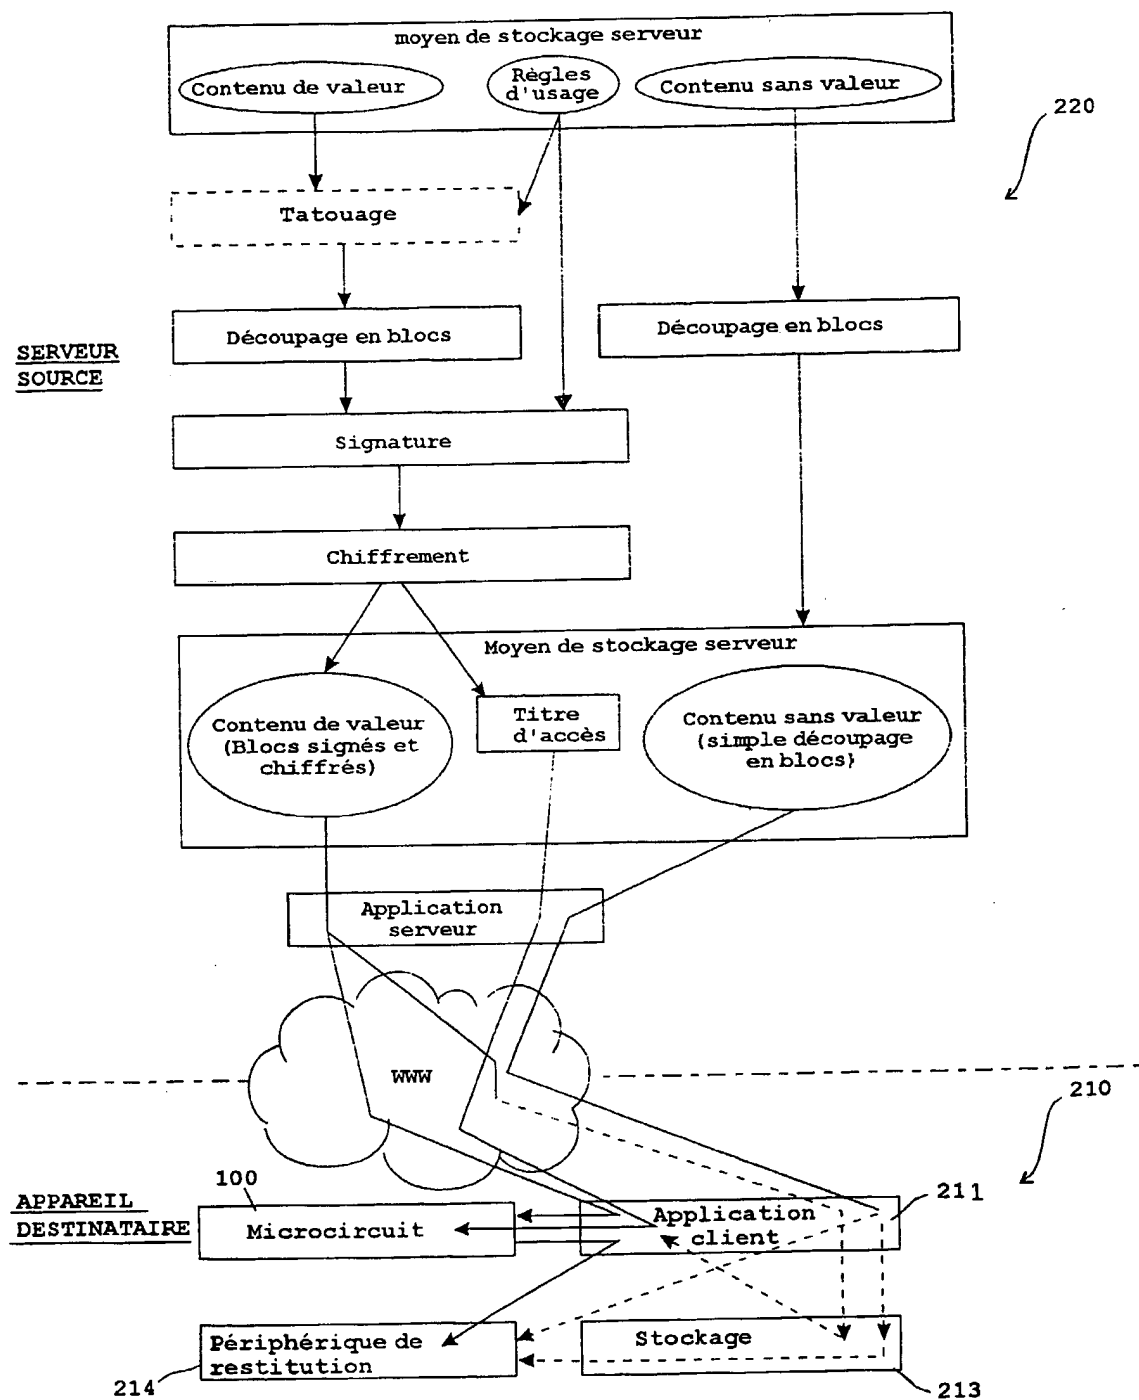 moyen de stockage serveur
Contenu de valeur
Règles
d'usage
Contenu sans valeur
220
Tatouage
Découpage en blocs
Découpage en blocs
SERVEUR
SOURCE
Signature
Chiffrement
Moyen de stockage serveur
Contenu de valeur
(Blocs signés et
chiffrés)
Titre
d'accès
Contenu sans valeur
(simple découpage
en blocs}
Application
serveur
WWW
210
APPAREIL
DESTINATAIRE
100
Microcircuit
Application
client
211
Périphérique de
restitution
Stockage
214
213